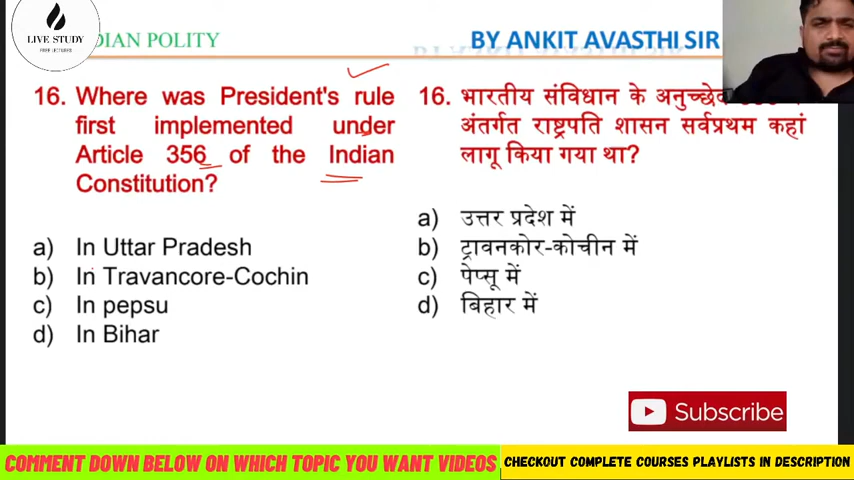 LIVE STUDY
FREE LECTURES
DIAN POLITY
BY ANKIT AVASTHI SIR
16. Where was President's rule
first implemented under
Article 356 of the Indian
Constitution?
a) In Uttar Pradesh
b) In Travancore-Cochin
c) In pepsu
d) In Bihar
16. भारतीय संविधान के अनुच्छेद
अंतर्गत राष्ट्रपति शासन सर्वप्रथम कहां
लागू किया गया था?
a) उत्तर प्रदेश में
b) ट्रावनकोर-कोचीन में
c) पेप्सू में
d) बिहार में
Subscribe
COMMENT DOWN BELOW ON WHICH TOPIC YOU WANT VIDEOS
CHECKOUT COMPLETE COURSES PLAYLISTS IN DESCRIPTION